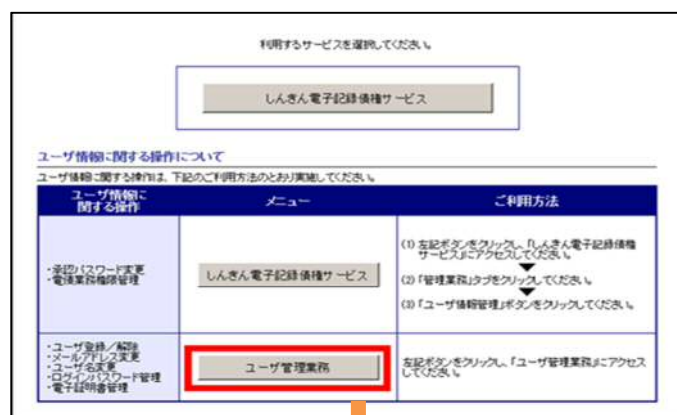 利用するサービスを選択してください。
しんきん電子記録債権サービス
ユーザ情報に関する操作について
ユーザ情報に関する操作は、下記のご利用方法のとおり実施してください。
ユーザ情報に
関する操作
メニュー
ご利用方法
・承認パスワード変更
・電債業務権限管理
しんきん電子記録債権サービス
(1) 左記ボタンをクリックし、「しんきん電子記録債権
サービス」にアクセスしてください。
(2) 「管理業務」タブをクリックしてください。
(3) 「ユーザ情報管理」ボタンをクリックしてください。
・ユーザ登録／解除
・メールアドレス変更
・ユーザ名変更
・ログインパスワード管理
・電子証明書管理
ユーザ管理業務
左記ボタンをクリックし、「ユーザ管理業務」にアクセス
してください。